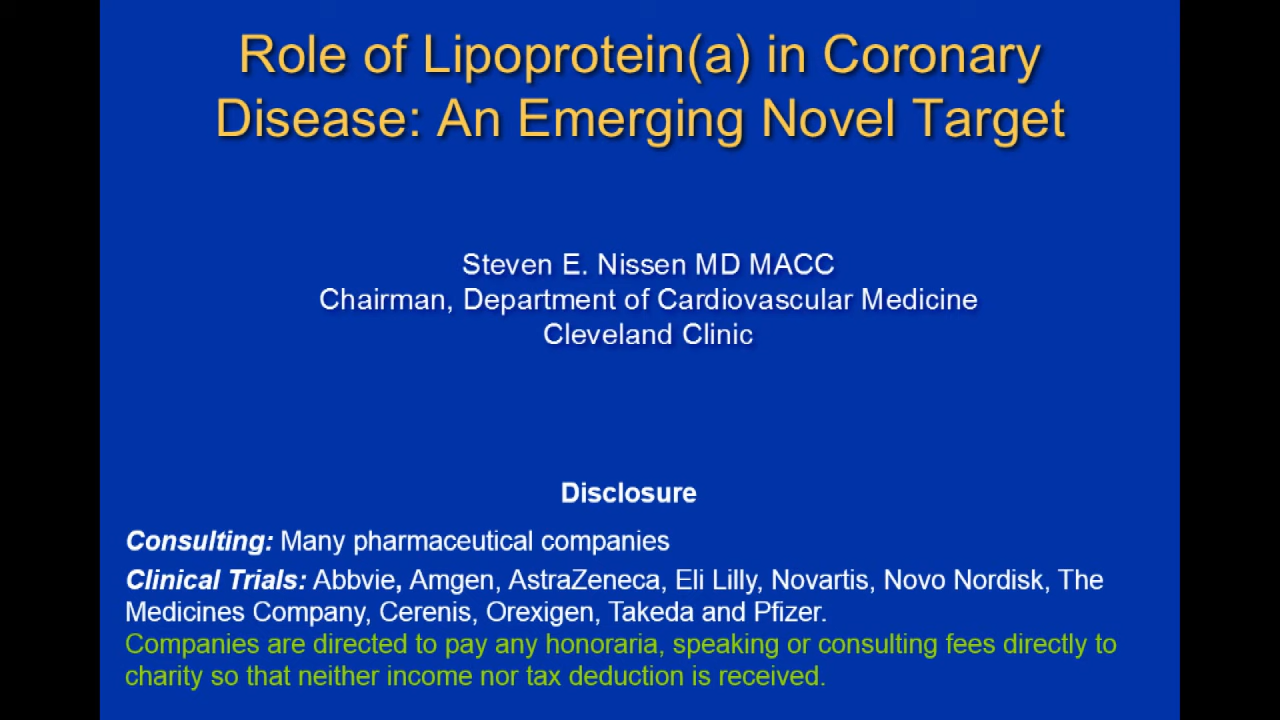 Role of Lipoprotein(a) in Coronary
Disease: An Emerging Novel Target
Steven E. Nissen MD MACC
Chairman, Department of Cardiovascular Medicine
Cleveland Clinic
Disclosure
Consulting: Many pharmaceutical companies
Clinical Trials: Abbvie, Amgen, AstraZeneca, Eli Lilly, Novartis, Novo Nordisk, The
Medicines Company, Cerenis, Orexigen, Takeda and Pfizer.
Companies are directed to pay any honoraria, speaking or consulting fees directly to
charity so that neither income nor tax deduction is received.